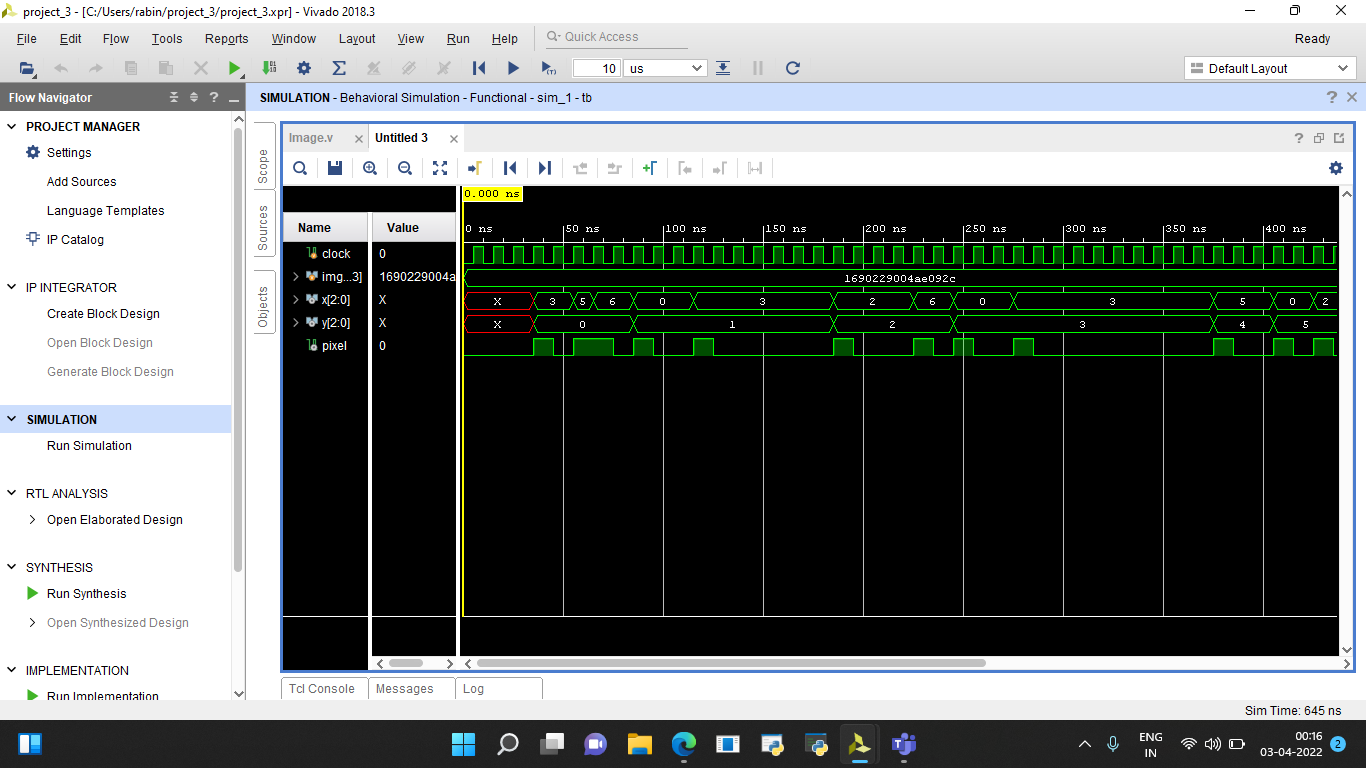 project_3 - [C:/Users/rabin/project_3/project_3.xpr] - Vivado 2018.3
File Edit Flow Tools Reports Window Layout View Run Help Quick Access Ready
10 us Default Layout
Flow Navigator
SIMULATION - Behavioral Simulation - Functional - sim_1 - tb
PROJECT MANAGER
Settings
Add Sources
Language Templates
IP Catalog
IP INTEGRATOR
Create Block Design
Open Block Design
Generate Block Design
SIMULATION
Run Simulation
RTL ANALYSIS
Open Elaborated Design
SYNTHESIS
Run Synthesis
Open Synthesized Design
IMPLEMENTATION
Run Implementation
Scope
Sources
Objects
Image.v Untitled 3
0.000 ns
Name Value
0 ns 50 ns 100 ns 150 ns 200 ns 250 ns 300 ns 350 ns 400 ns
clock 0
img...3] 1690229004a 1690229004ae092c
x[2:0] X X 3 5 6 0 3 2 6 0 3 5 0 2
y[2:0] X X 0 1 2 3 4 5
pixel 0
Tcl Console Messages Log
Sim Time: 645 ns
ENG
IN
00:16
03-04-2022
2